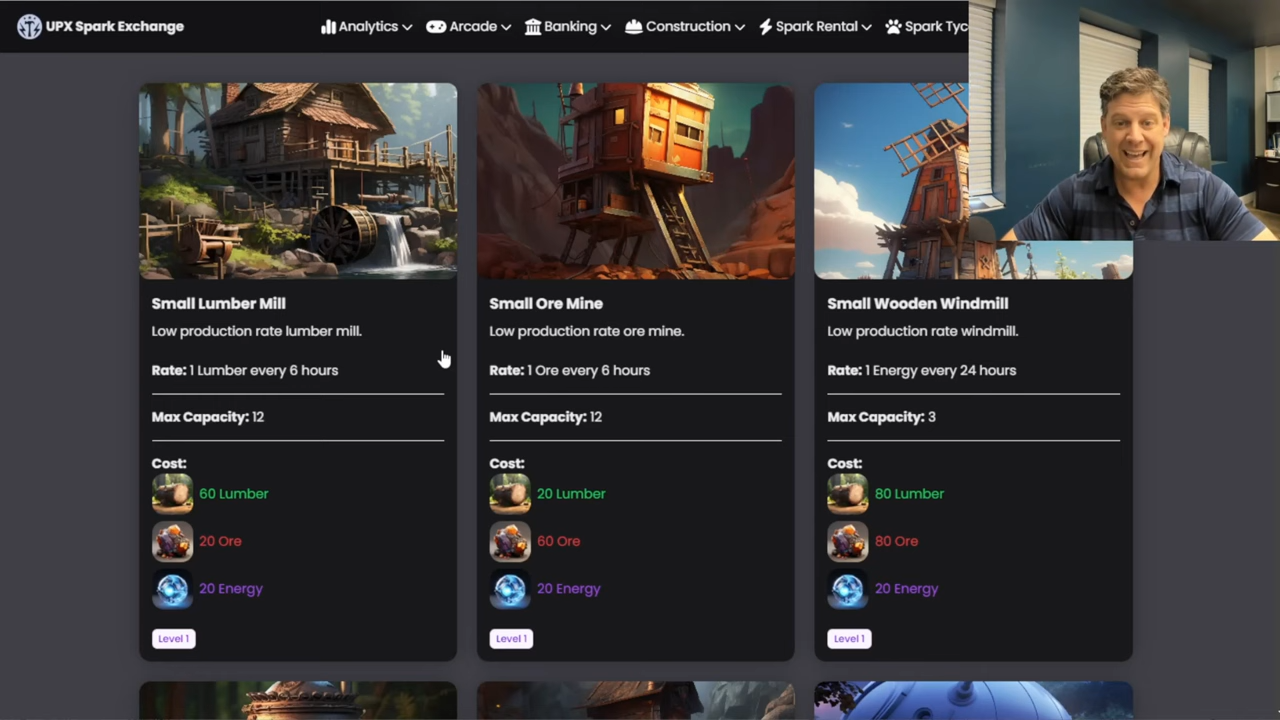 UPX Spark Exchange
Analytics
Arcade
Banking
Construction
Spark Rental
Spark Tyc
Small Lumber Mill
Low production rate lumber mill.
Rate: 1 Lumber every 6 hours
Max Capacity: 12
Cost:
60 Lumber
20 Ore
20 Energy
Level 1
Small Ore Mine
Low production rate ore mine.
Rate: 1 Ore every 6 hours
Max Capacity: 12
Cost:
20 Lumber
60 Ore
20 Energy
Level 1
Small Wooden Windmill
Low production rate windmill.
Rate: 1 Energy every 24 hours
Max Capacity: 3
Cost:
80 Lumber
80 Ore
20 Energy
Level 1